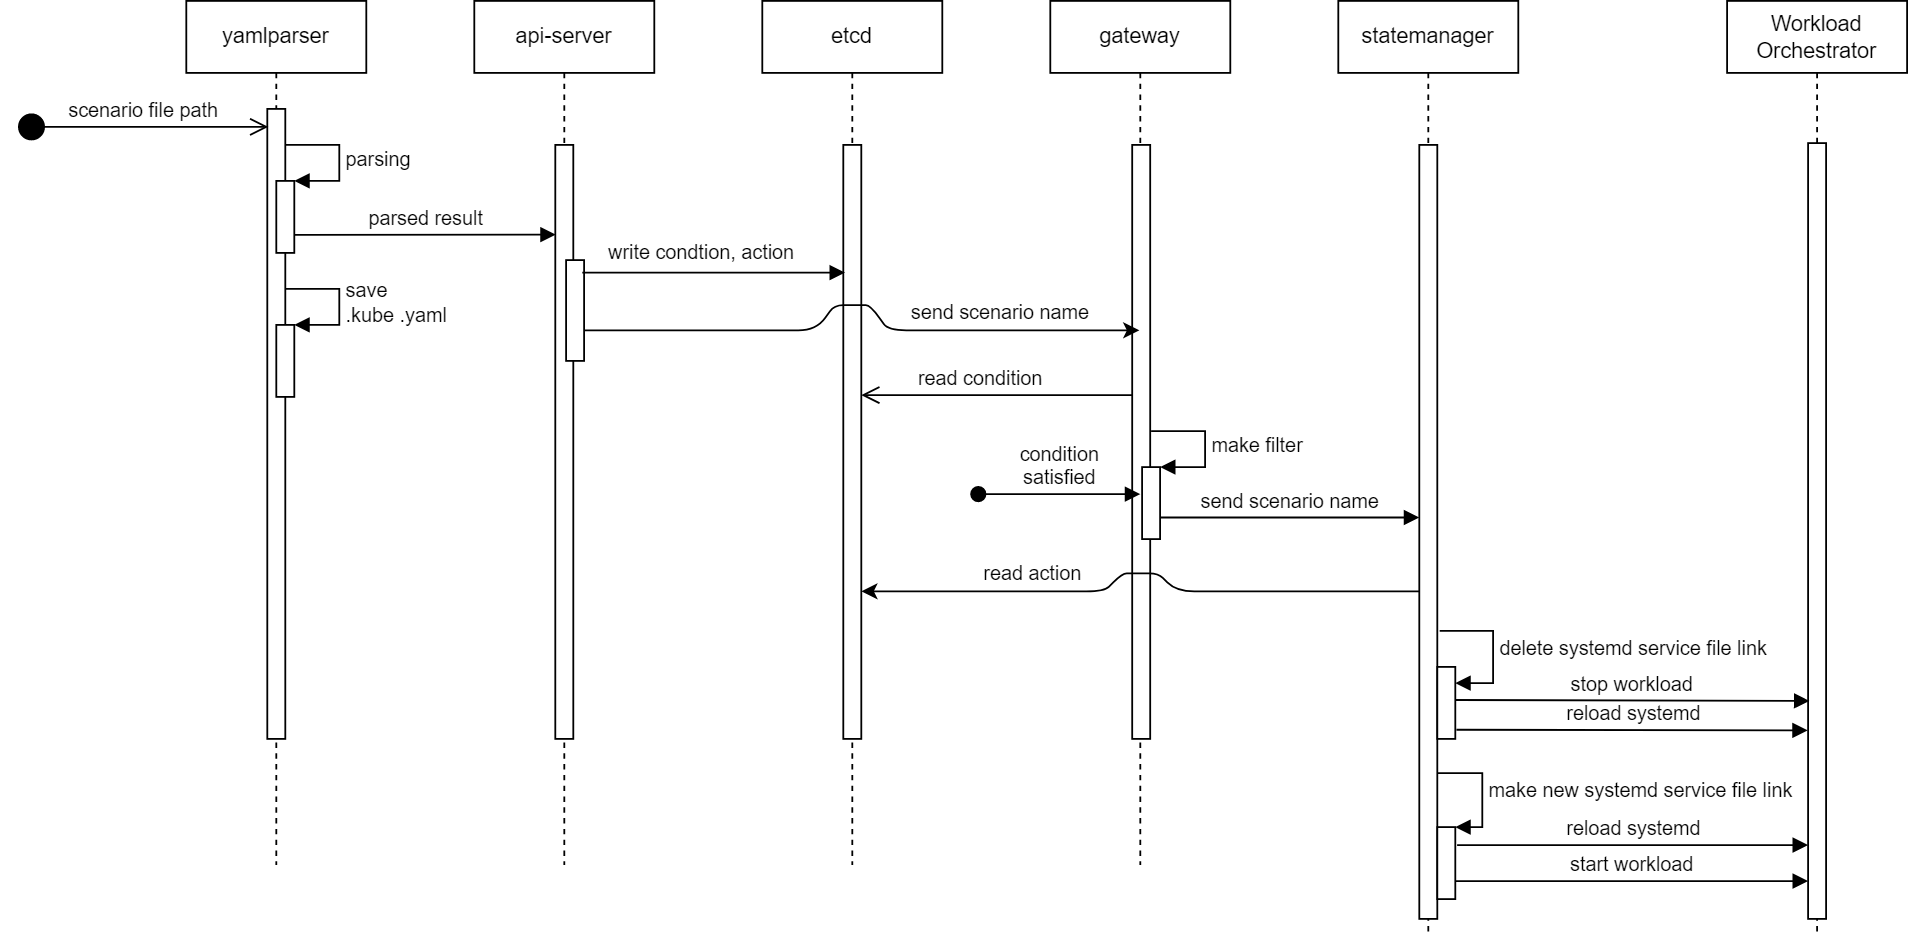 yamlparser
api-server
etcd
gateway
statemanager
Workload
Orchestrator
scenario file path
parsing
parsed result
write condtion, action
save
.kube .yaml
send scenario name
read condition
make filter
condition
satisfied
send scenario name
read action
delete systemd service file link
stop workload
reload systemd
make new systemd service file link
reload systemd
start workload